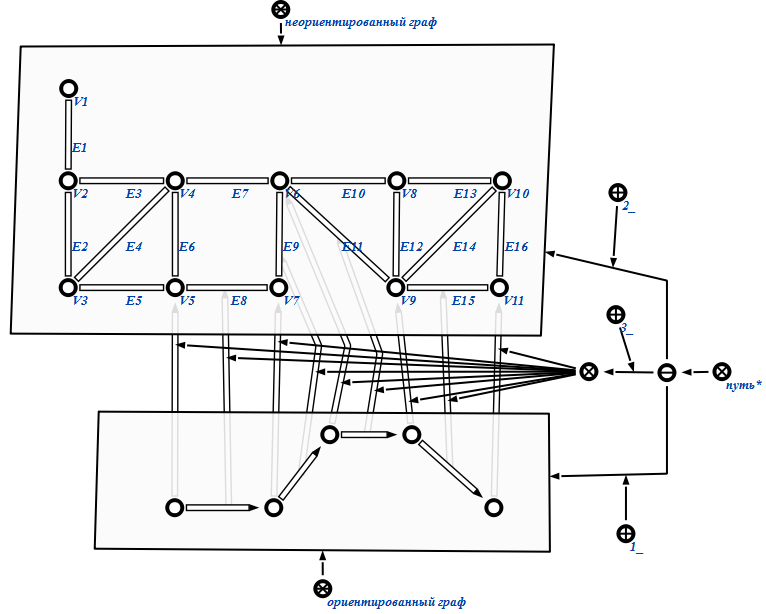 неориентированный граф
V1
E1
V2 E3 V4 E7 V6 E10 V8 E13 V10
2_
E2 E4 E6 E9 E11 E12 E14 E16
V3 E5 V5 E8 V7 V9 E15 V11
3_
путь*
1_
ориентированный граф